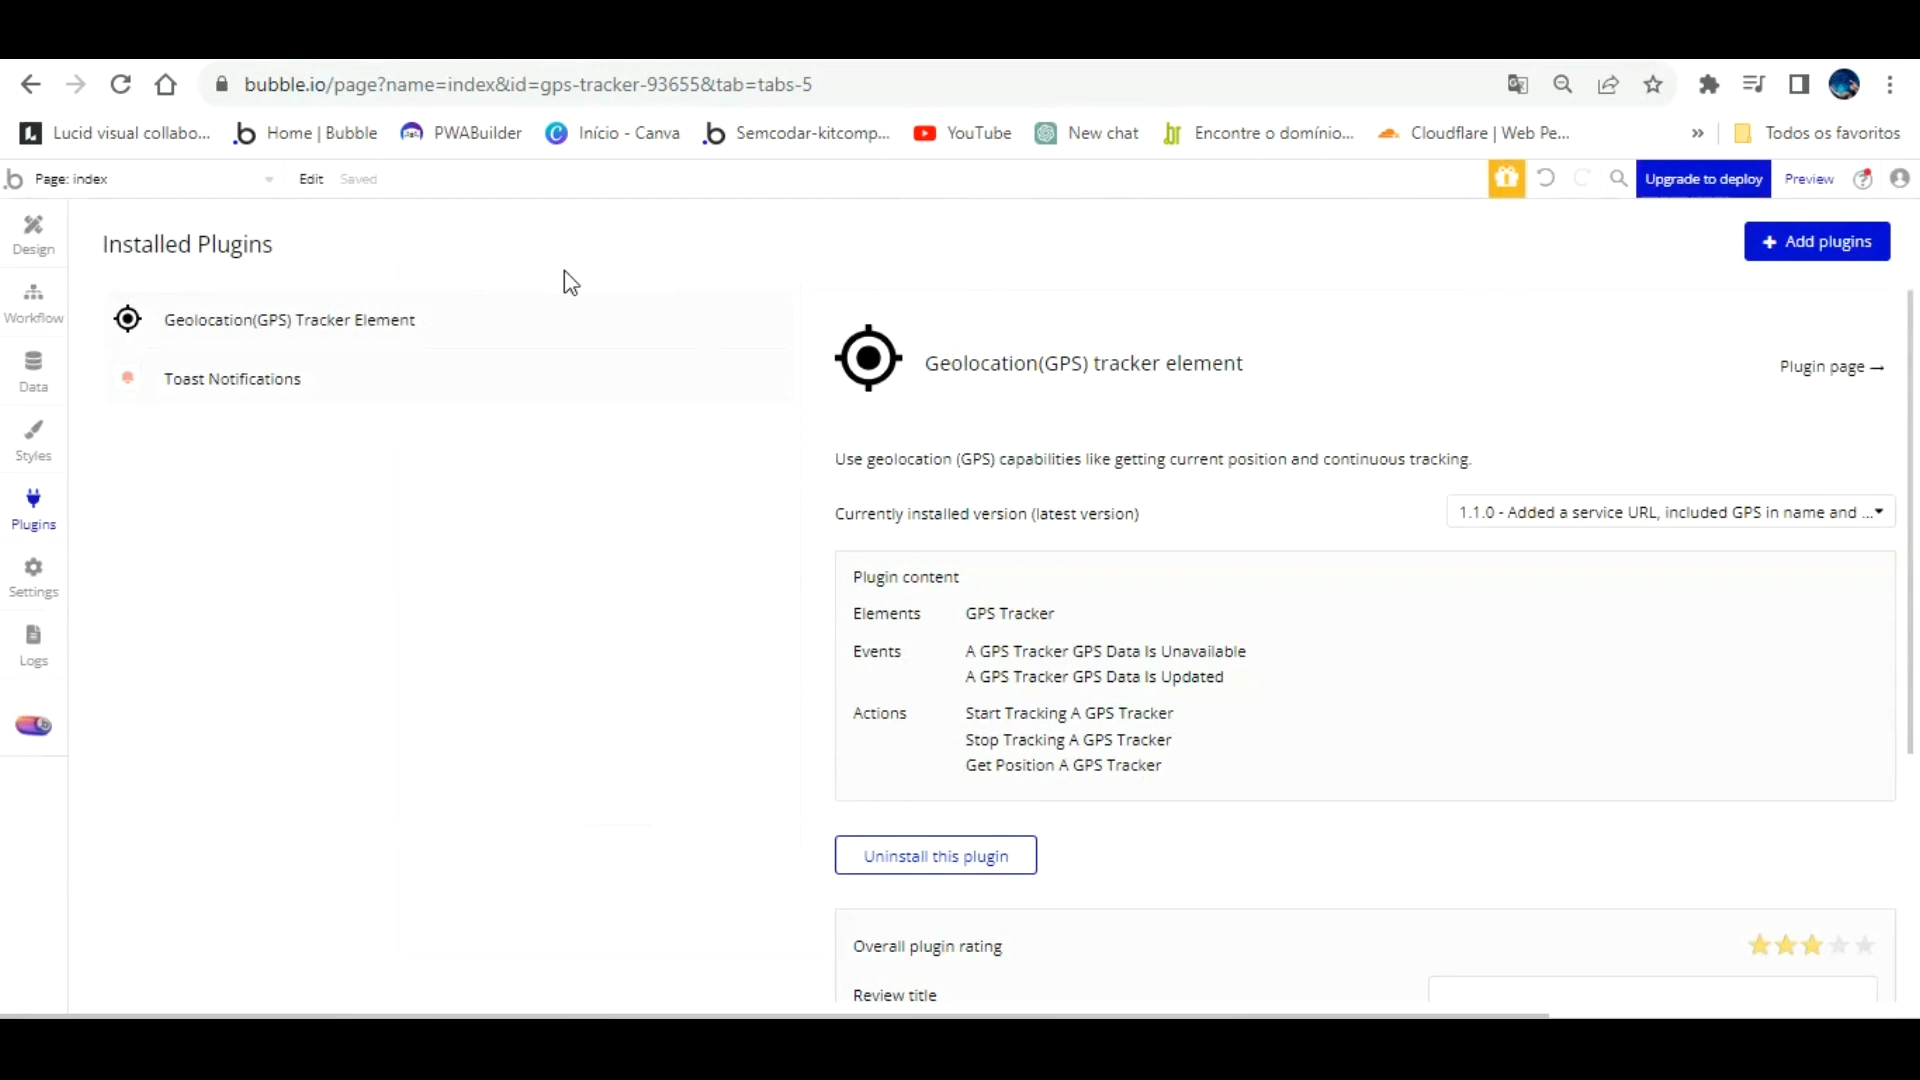 bubble.io/page?name=index&id=gps-tracker-93655&tab=tabs-5
Lucid visual collabo...
Home | Bubble
PWABuilder
Início - Canva
Semcodar-kitcomp...
YouTube
New chat
Encontre o domínio...
Cloudflare | Web Pe...
»
Todos os favoritos
Page: index
Edit
Saved
Upgrade to deploy
Preview
Design
Workflow
Data
Styles
Plugins
Settings
Logs
Installed Plugins
+ Add plugins
Geolocation(GPS) Tracker Element
Toast Notifications
Geolocation(GPS) tracker element
Plugin page →
Use geolocation (GPS) capabilities like getting current position and continuous tracking.
Currently installed version (latest version)
1.1.0 - Added a service URL, included GPS in name and ...
Plugin content
Elements GPS Tracker
Events A GPS Tracker GPS Data Is Unavailable
A GPS Tracker GPS Data Is Updated
Actions Start Tracking A GPS Tracker
Stop Tracking A GPS Tracker
Get Position A GPS Tracker
Uninstall this plugin
Overall plugin rating
Review title